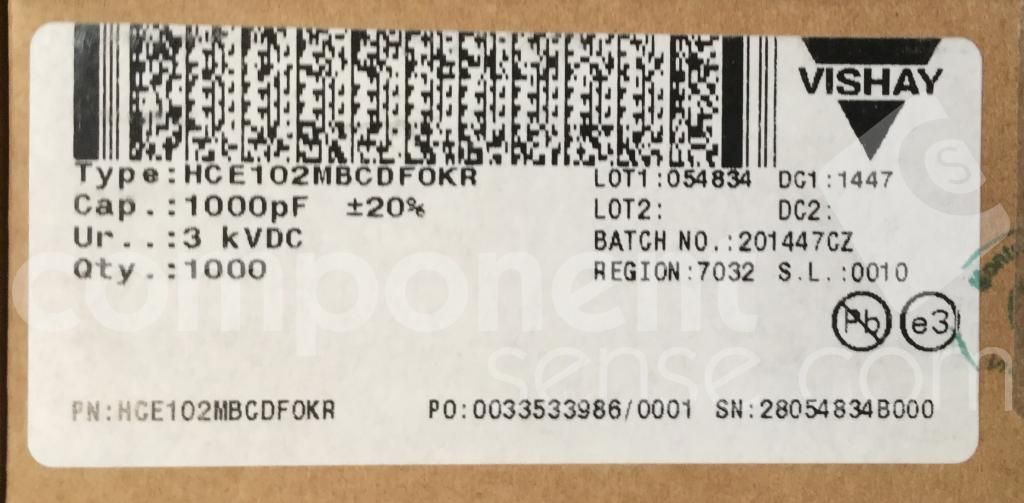 VISHAY
Type:HCE102MBCDF0KR
Cap.:1000pF ±20%
Ur..:3 kVDC
Qty.:1000
LOT1:054834 DC1:1447
LOT2: DC2:
BATCH NO.:201447CZ
REGION:7032 S.L.:0010
Pb e3
PN:HCE102MBCDF0KR PO:0033533986/0001 SN:28054834B000
component
sense.com
CS